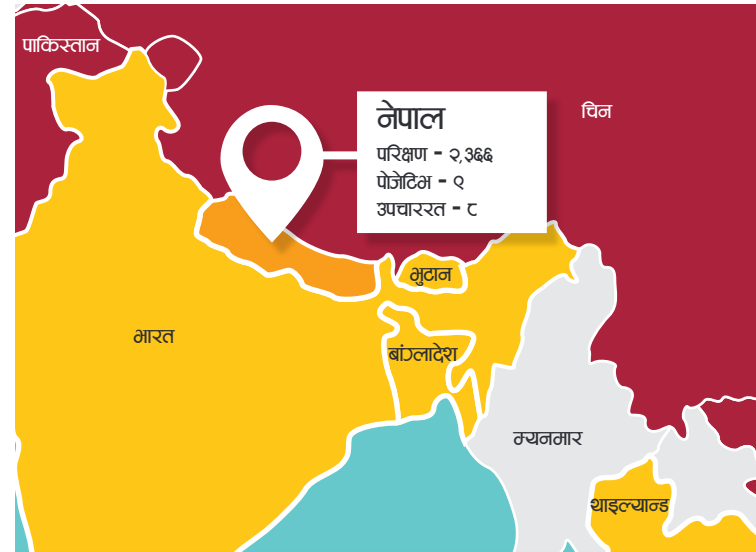 पाकिस्तान
चिन
नेपाल
परिक्षण - २,३६६
पोजेटिभ - ९
उपचाररत - ८
भुटान
भारत
बांग्लादेश
म्यनमार
थाइल्यान्ड